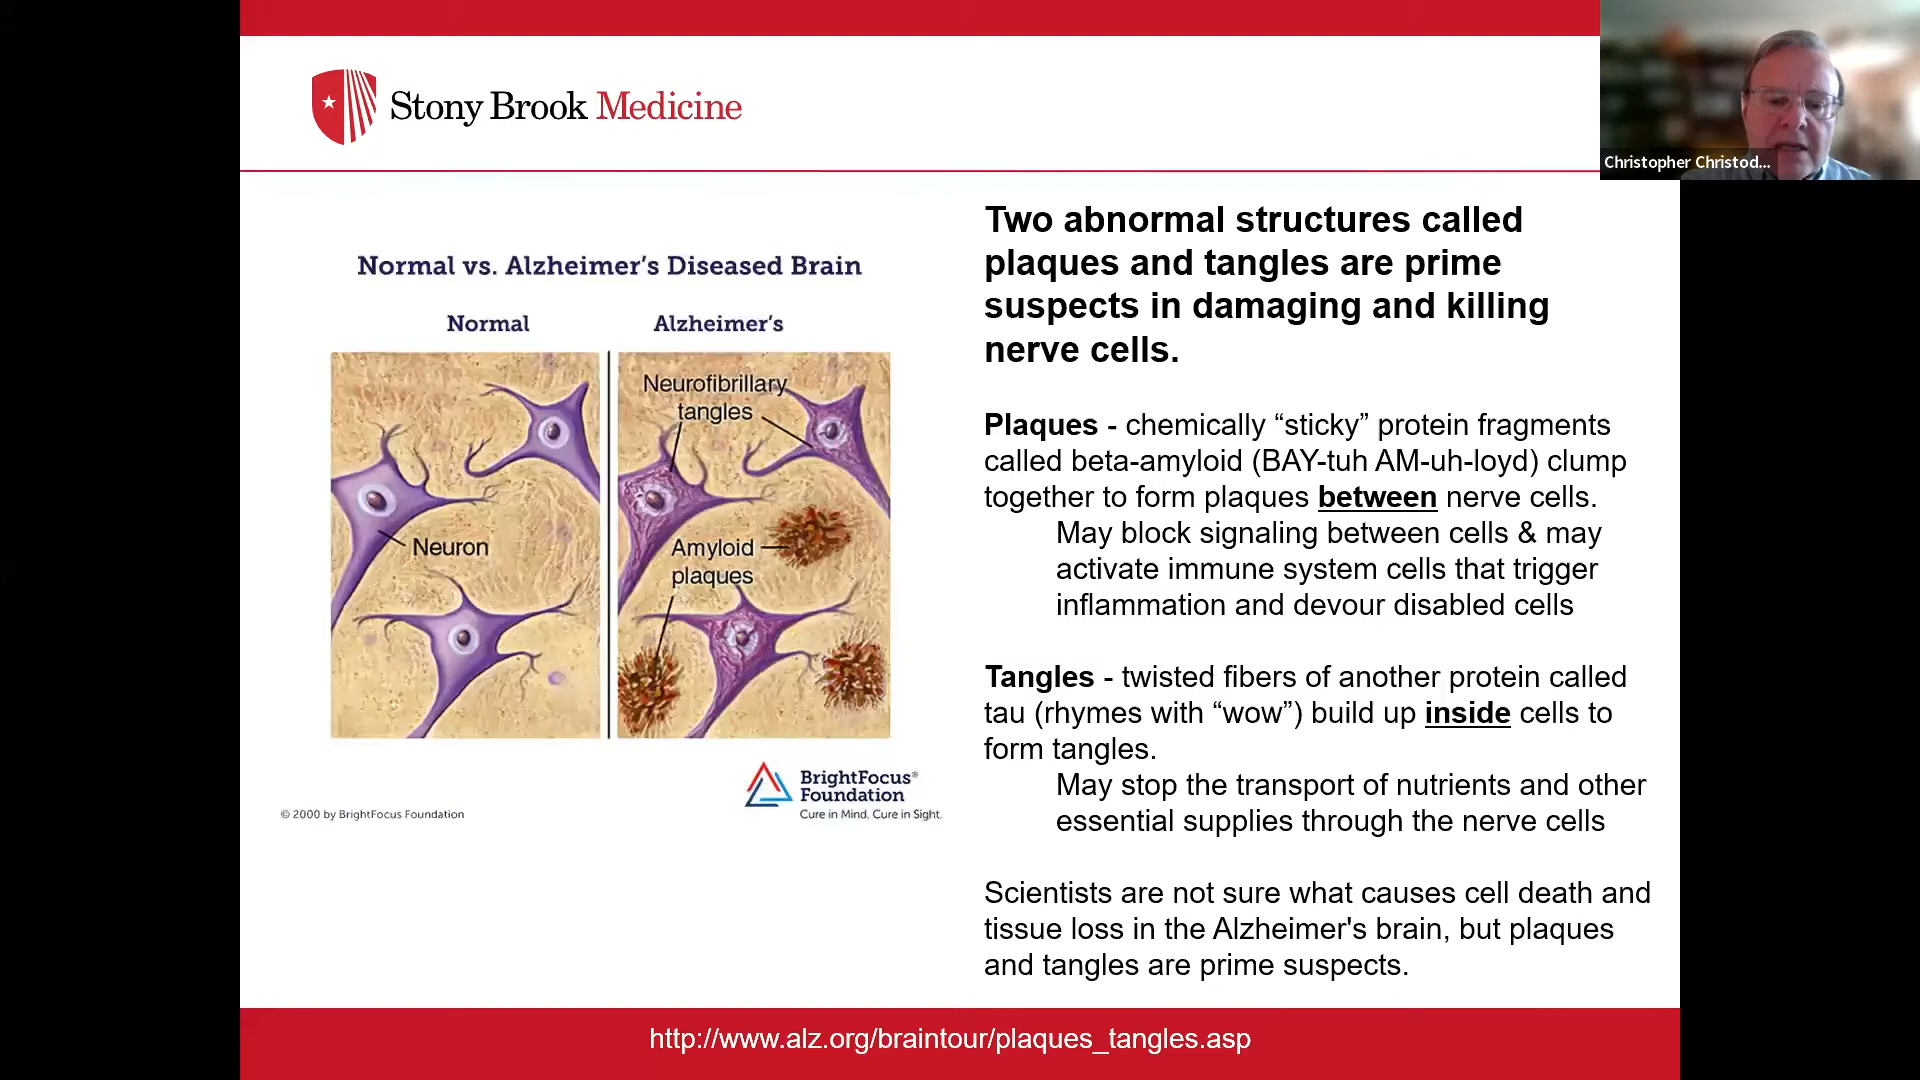 Stony Brook Medicine
Christopher Christod...
Normal vs. Alzheimer's Diseased Brain
Normal
Alzheimer's
Neuron
Neurofibrillary
tangles
Amyloid
plaques
© 2000 by BrightFocus Foundation
BrightFocus®
Foundation
Cure in Mind. Cure in Sight.
Two abnormal structures called
plaques and tangles are prime
suspects in damaging and killing
nerve cells.
Plaques - chemically “sticky” protein fragments
called beta-amyloid (BAY-tuh AM-uh-loyd) clump
together to form plaques between nerve cells.
May block signaling between cells & may
activate immune system cells that trigger
inflammation and devour disabled cells
Tangles - twisted fibers of another protein called
tau (rhymes with “wow”) build up inside cells to
form tangles.
May stop the transport of nutrients and other
essential supplies through the nerve cells
Scientists are not sure what causes cell death and
tissue loss in the Alzheimer's brain, but plaques
and tangles are prime suspects.
http://www.alz.org/braintour/plaques_tangles.asp